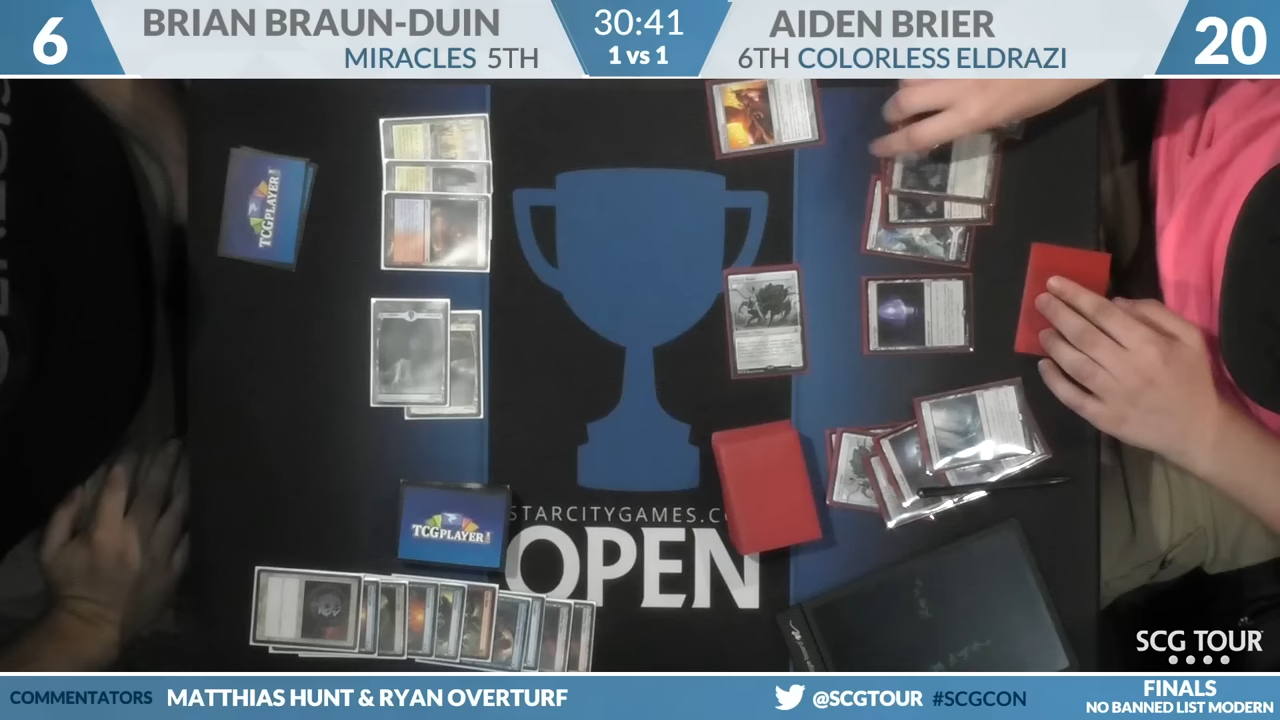 6
BRIAN BRAUN-DUIN
MIRACLES 5TH
30:41
1 vs 1
AIDEN BRIER
6TH COLORLESS ELDRAZI
20
TCGPLAYER
TCGPLAYER
STARCITYGAMES.C
OPEN
SCG TOUR
COMMENTATORS MATTHIAS HUNT & RYAN OVERTURF
@SCGTOUR #SCGCON
FINALS
NO BANNED LIST MODERN